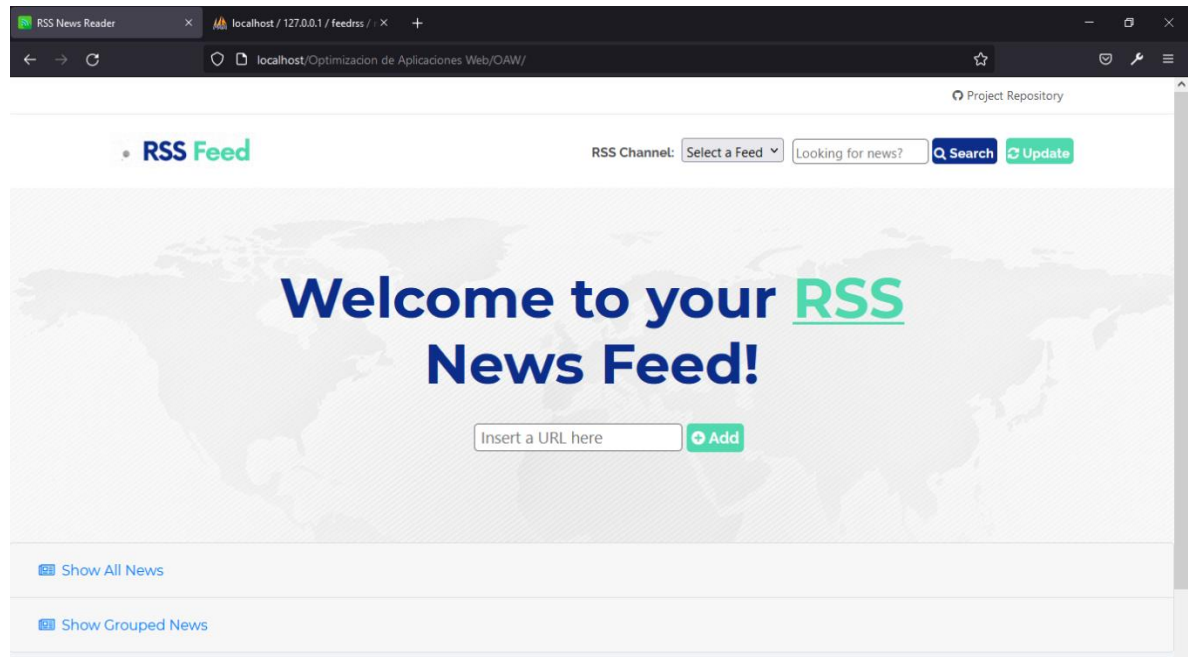 RSS News Reader
localhost / 127.0.0.1 / feedrss /
localhost/Optimizacion de Aplicaciones Web/OAW/
Project Repository
RSS Feed
RSS Channel: Select a Feed Looking for news? Search Update
Welcome to your RSS
News Feed!
Insert a URL here Add
Show All News
Show Grouped News